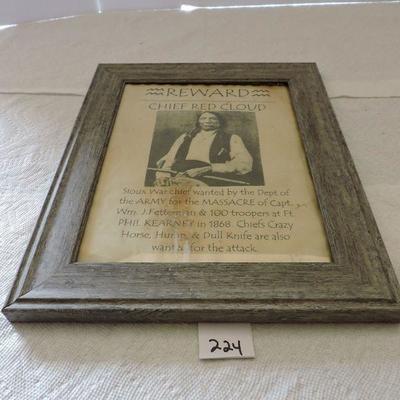 REWARD
CHIEF RED CLOUD
Sioux War chief wanted by the Dept of
the ARMY for the MASSACRE of Capt.
Wm. J. Fetterman & 100 troopers at Ft.
PHIL KEARNEY in 1868. Chiefs Crazy
Horse, Hump, & Dull Knife are also
wanted for the attack.
224